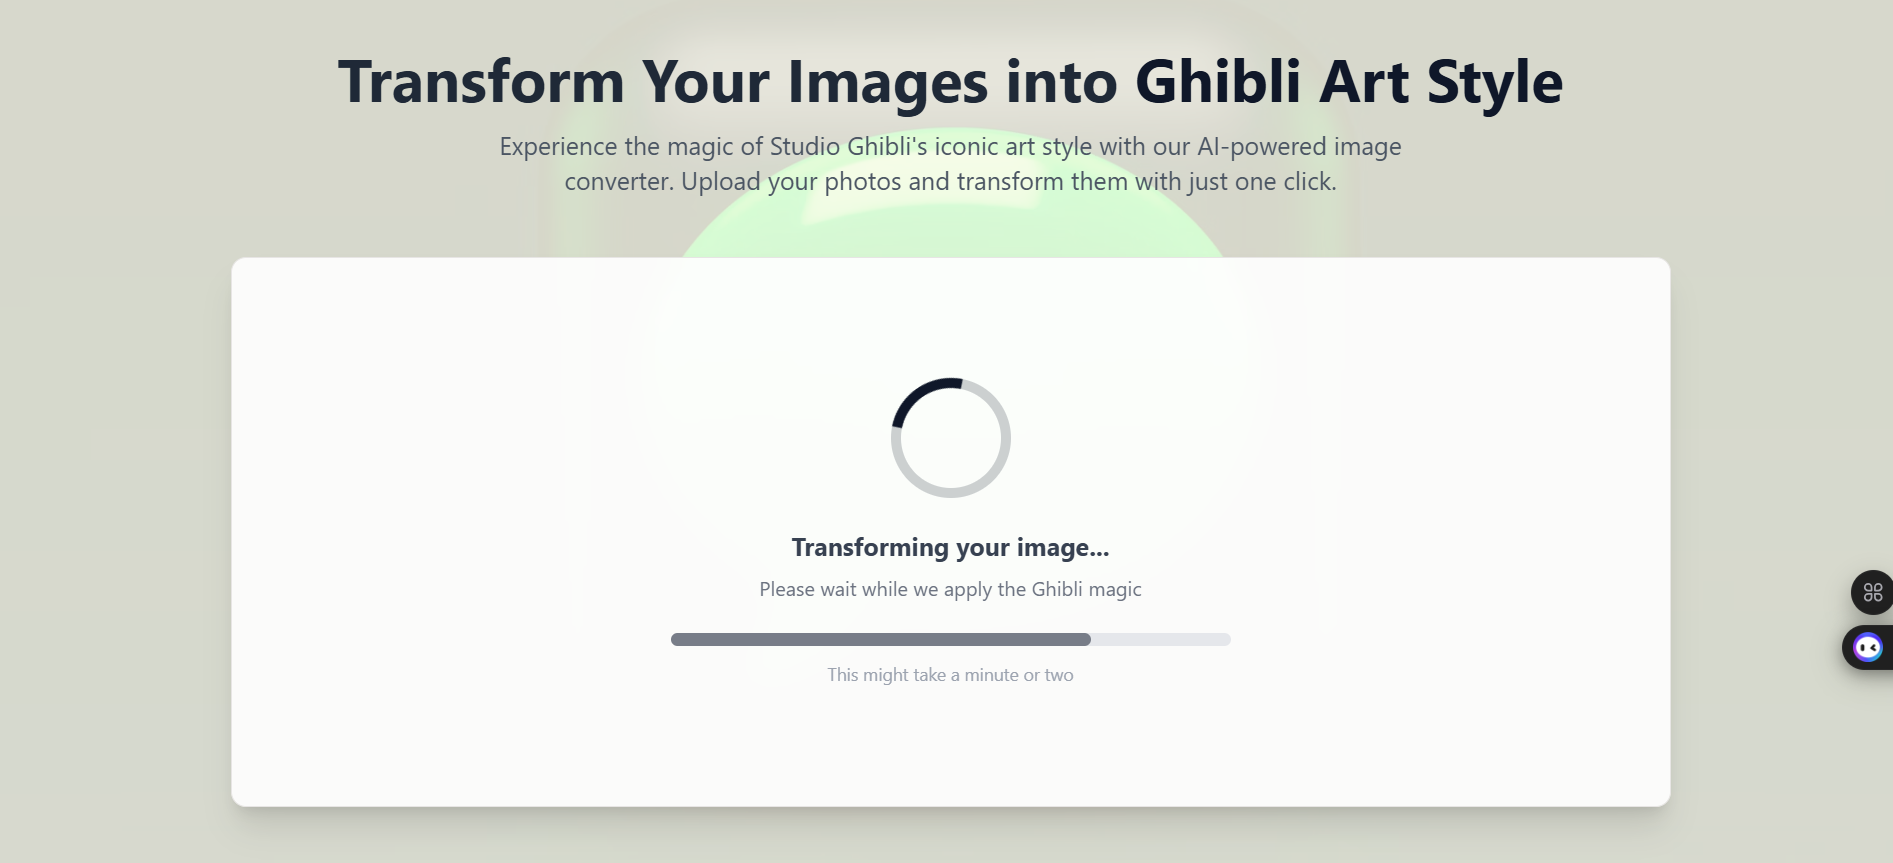 Transform Your Images into Ghibli Art Style
Experience the magic of Studio Ghibli's iconic art style with our AI-powered image
converter. Upload your photos and transform them with just one click.
Transforming your image...
Please wait while we apply the Ghibli magic
This might take a minute or two